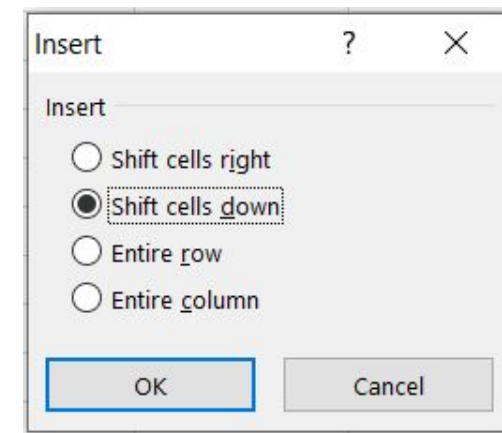 Insert ?
Insert
Shift cells right
Shift cells down
Entire row
Entire column
OK Cancel